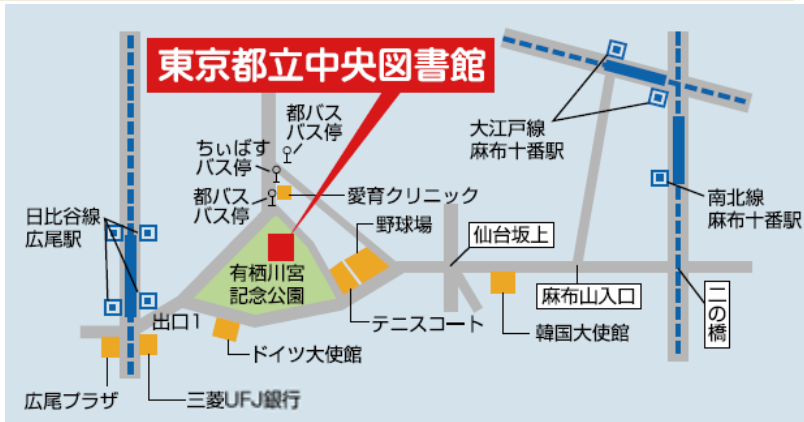 東京都立中央図書館
都バス
バス停
ちぃばす
バス停
都バス
バス停
愛育クリニック
野球場
大江戸線
麻布十番駅
南北線
麻布十番駅
日比谷線
広尾駅
仙台坂上
有栖川宮
記念公園
麻布山入口
二の橋
出口1
テニスコート
韓国大使館
ドイツ大使館
広尾プラザ
三菱UFJ銀行